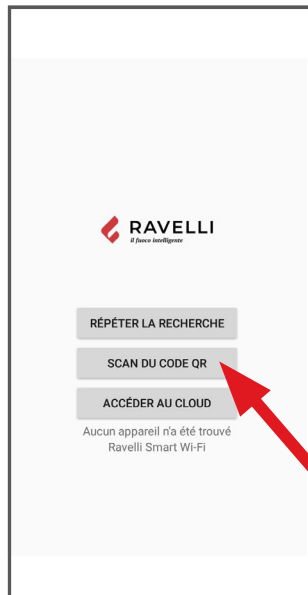 RAVELLI
il fuoco intelligente
RÉPÉTER LA RECHERCHE
SCAN DU CODE QR
ACCÉDER AU CLOUD
Aucun appareil n'a été trouvé
Ravelli Smart Wi-Fi